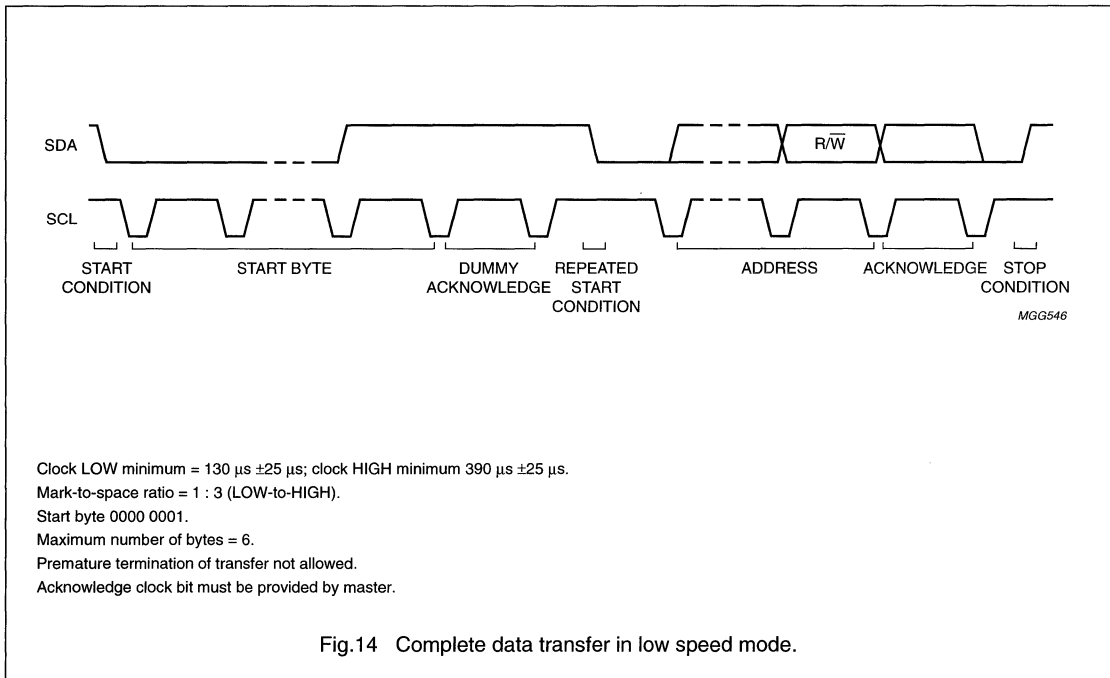 SDA
R/W̅
SCL
START CONDITION
START BYTE
DUMMY ACKNOWLEDGE
REPEATED START CONDITION
ADDRESS
ACKNOWLEDGE
STOP CONDITION
MGG546
Clock LOW minimum = 130 μs ±25 μs; clock HIGH minimum 390 μs ±25 μs.
Mark-to-space ratio = 1 : 3 (LOW-to-HIGH).
Start byte 0000 0001.
Maximum number of bytes = 6.
Premature termination of transfer not allowed.
Acknowledge clock bit must be provided by master.
Fig.14 Complete data transfer in low speed mode.